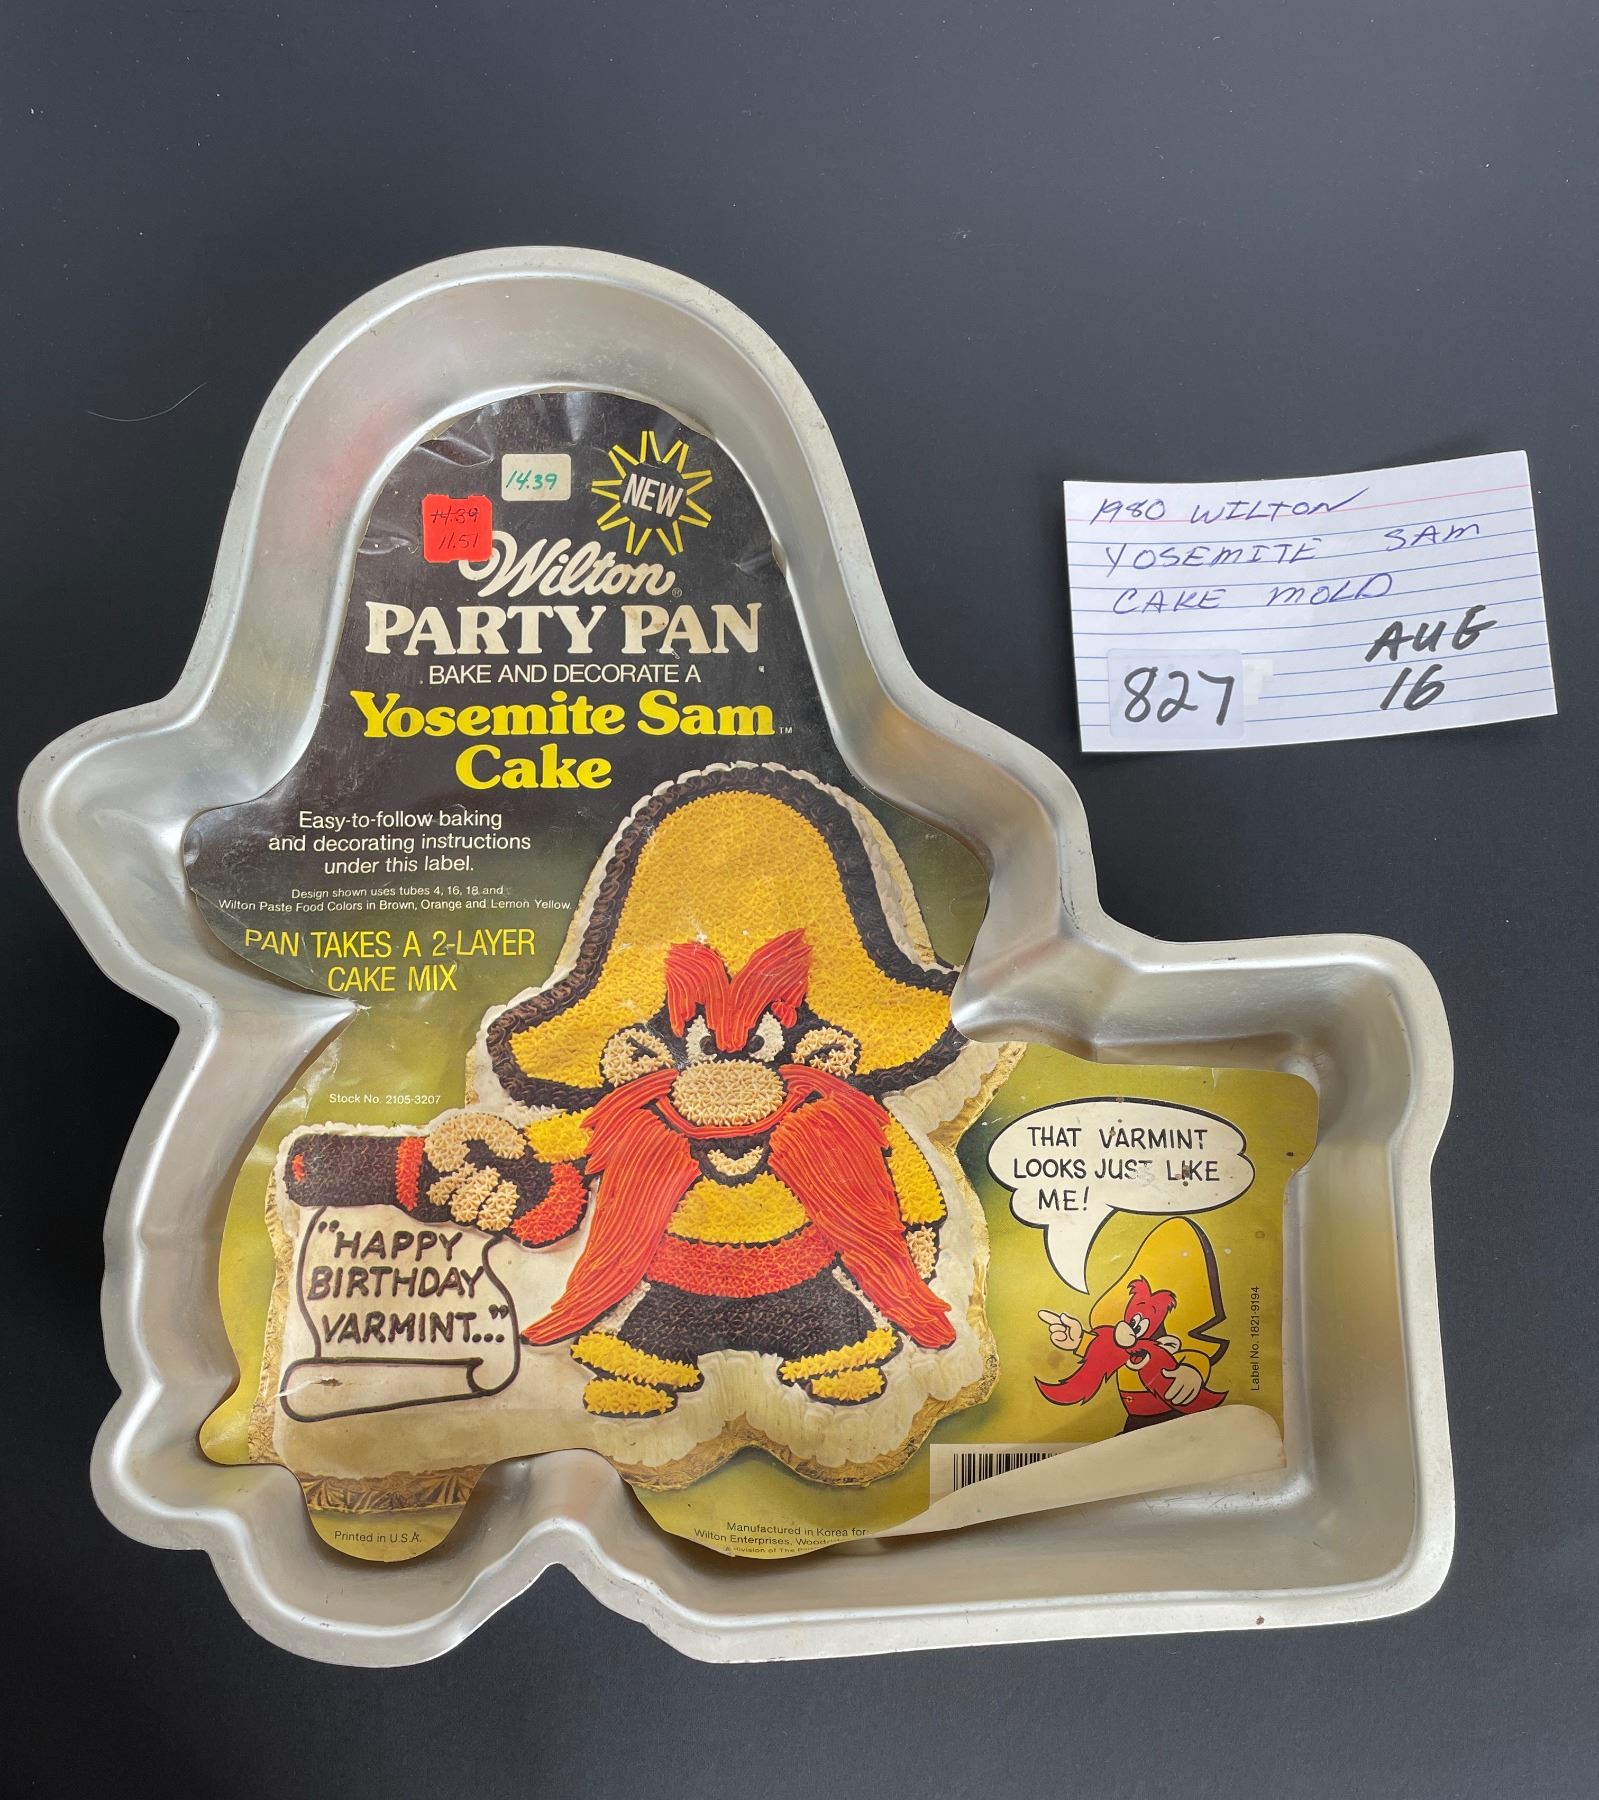 14.39
NEW
14.39
11.51
Wilton®
PARTY PAN
BAKE AND DECORATE A
Yosemite Sam™
Cake
Easy-to-follow baking
and decorating instructions
under this label.
Design shown uses tubes 4, 16, 18 and
Wilton Paste Food Colors in Brown, Orange and Lemon Yellow.
PAN TAKES A 2-LAYER
CAKE MIX
Stock No. 2105-3207
"HAPPY
BIRTHDAY
VARMINT..."
THAT VARMINT
LOOKS JUST LIKE
ME!
Label No. 1821-9194
Printed in U.S.A.
Manufactured in Korea for
Wilton Enterprises,
A division of The
1980 WILTON
YOSEMITE SAM
CAKE MOLD
AUG
16
827